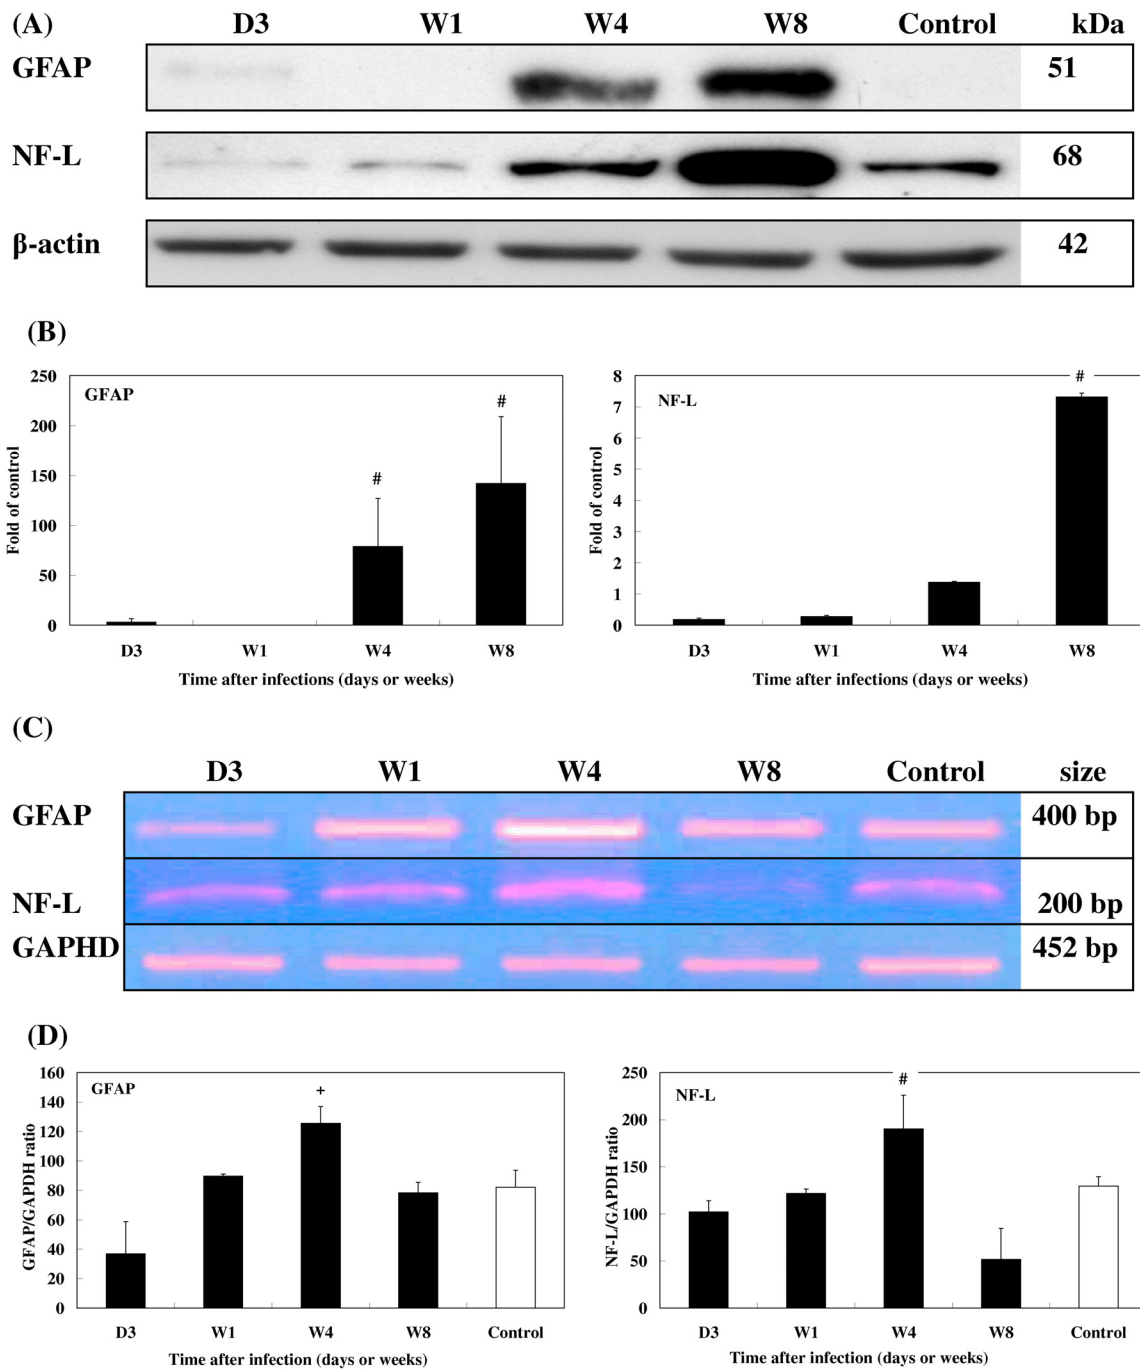 (A)
D3 W1 W4 W8 Control kDa
GFAP 51
NF-L 68
β-actin 42
(B)
GFAP
250
200
150
100
50
0
Fold of control
# #
D3 W1 W4 W8
Time after infections (days or weeks)
NF-L
8
7
6
5
4
3
2
1
0
Fold of control
#
D3 W1 W4 W8
Time after infections (days or weeks)
(C)
D3 W1 W4 W8 Control size
GFAP 400 bp
NF-L 200 bp
GAPHD 452 bp
(D)
GFAP
160
140
120
100
80
60
40
20
0
GFAP/GAPDH ratio
+
D3 W1 W4 W8 Control
Time after infection (days or weeks)
NF-L
250
200
150
100
50
0
NF-L/GAPDH ratio
#
D3 W1 W4 W8 Control
Time after infection (days or weeks)